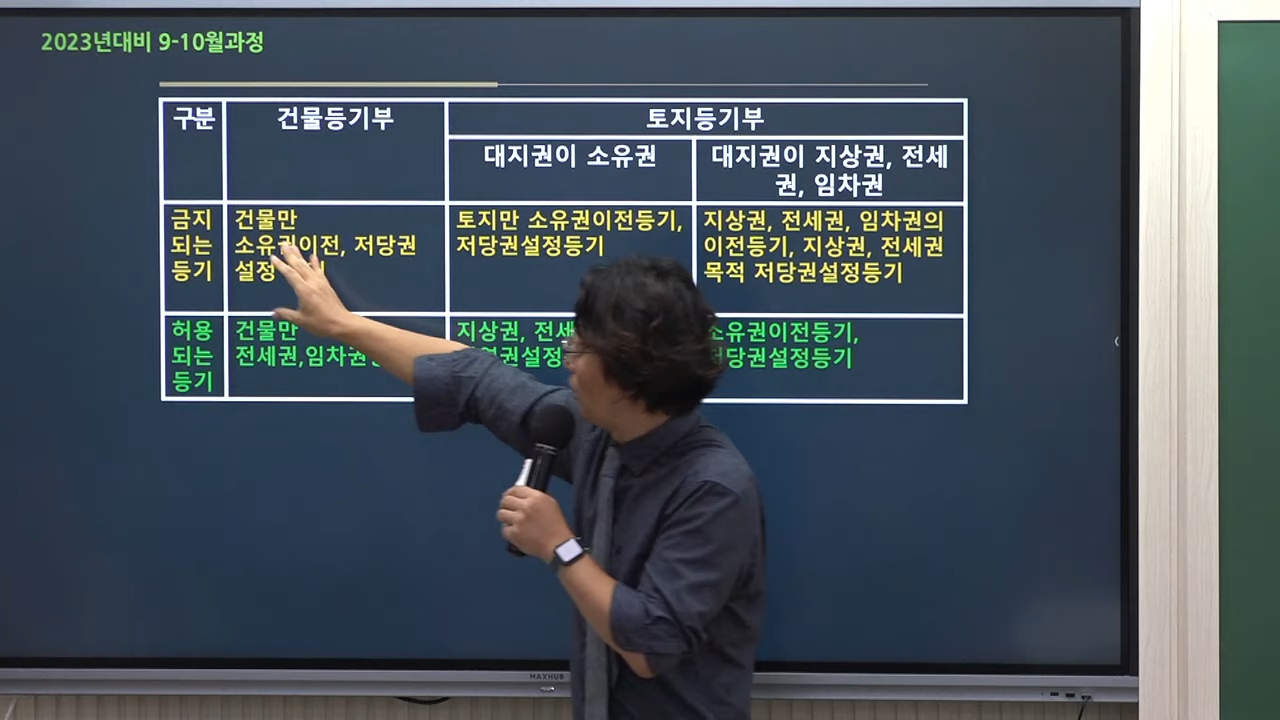 2023년대비 9-10월과정
구분
건물등기부
토지등기부
대지권이 소유권
대지권이 지상권, 전세
권, 임차권
금지
되는
등기
건물만
소유권이전, 저당권
설정
토지만 소유권이전등기,
저당권설정등기
지상권, 전세권, 임차권의
이전등기, 지상권, 전세권
목적 저당권설정등기
허용
되는
등기
건물만
전세권,임차권
지상권,
소유권이전등기,
저당권설정등기
MAXHUB